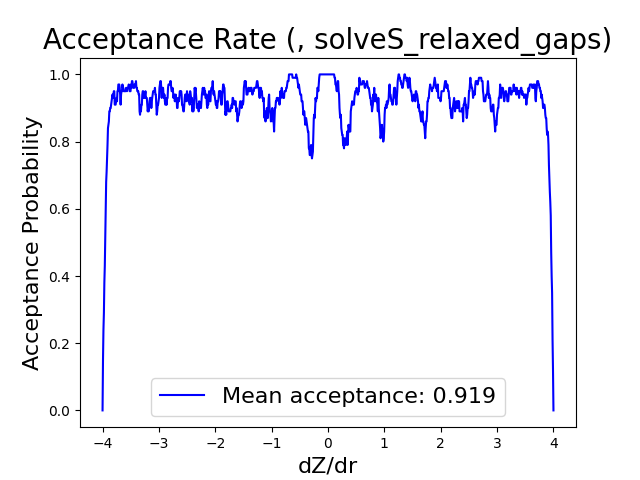 Acceptance Rate (, solveS_relaxed_gaps)
1.0
0.8
0.6
0.4
0.2
0.0
Acceptance Probability
Mean acceptance: 0.919
−4 −3 −2 −1 0 1 2 3 4
dZ/dr